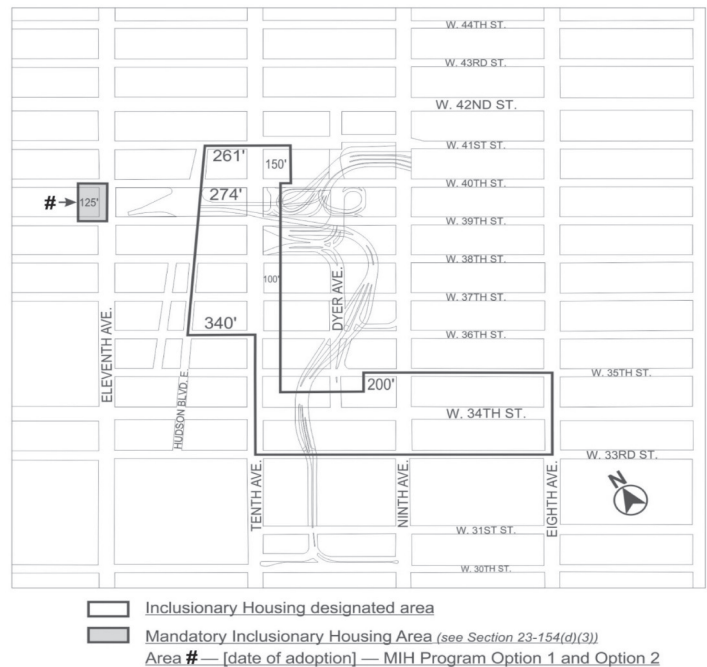 W. 44TH ST.
W. 43RD ST.
W. 42ND ST.
W. 41ST ST.
261'
150'
W. 40TH ST.
274'
# 125'
W. 39TH ST.
W. 38TH ST.
100'
DYER AVE.
W. 37TH ST.
340'
W. 36TH ST.
ELEVENTH AVE.
HUDSON BLVD. E.
W. 35TH ST.
200'
W. 34TH ST.
W. 33RD ST.
TENTH AVE.
NINTH AVE.
EIGHTH AVE.
N
W. 31ST ST.
W. 30TH ST.
Inclusionary Housing designated area
Mandatory Inclusionary Housing Area (see Section 23-154(d)(3))
Area # — [date of adoption] — MIH Program Option 1 and Option 2